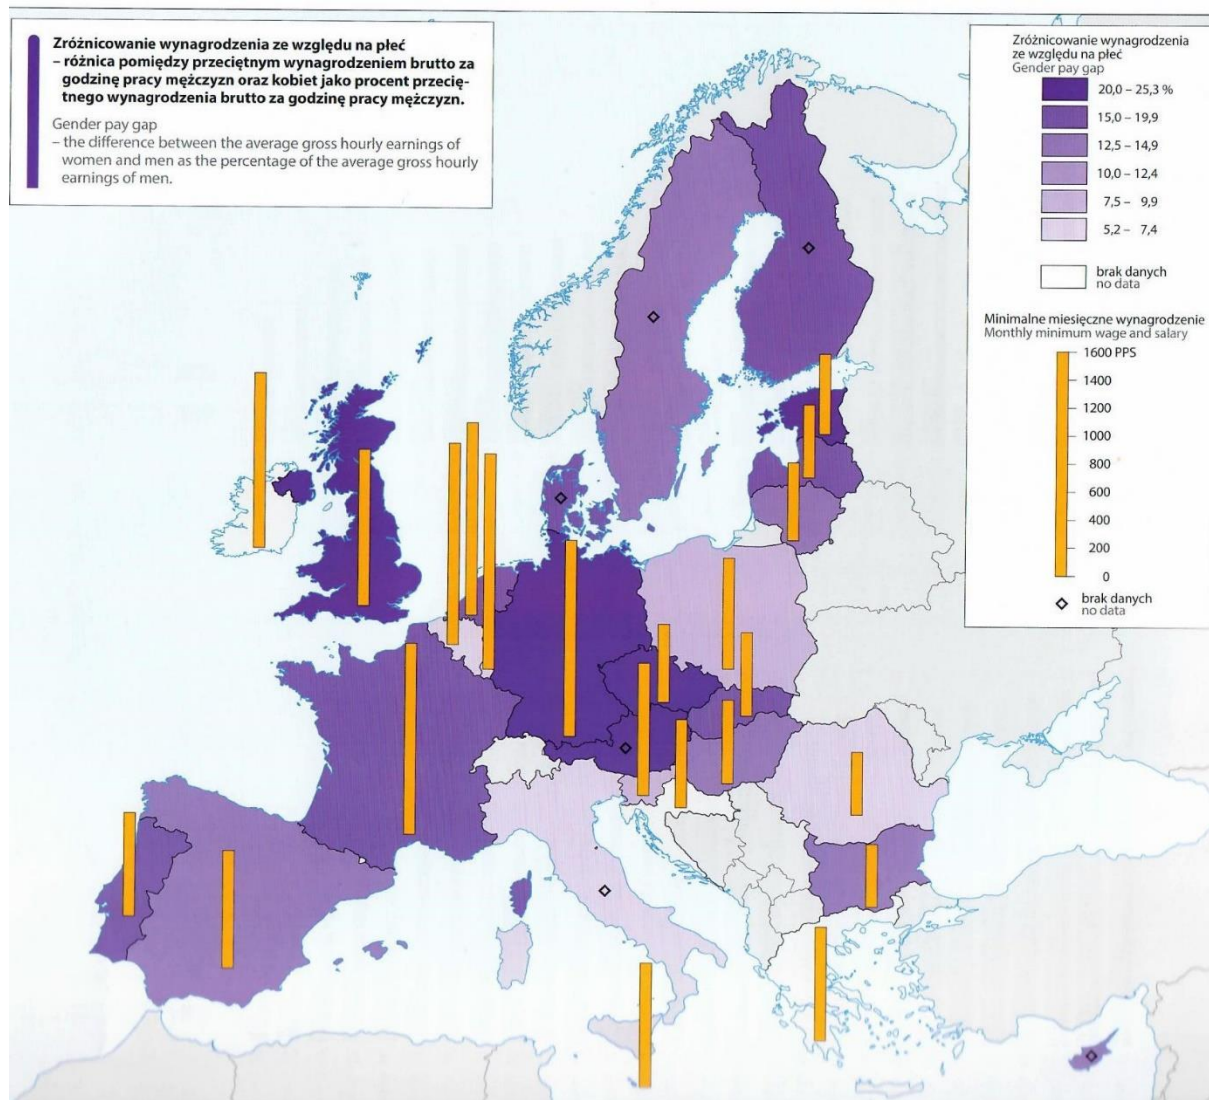 Zróżnicowanie wynagrodzenia ze względu na płeć
– różnica pomiędzy przeciętnym wynagrodzeniem brutto za
godzinę pracy mężczyzn oraz kobiet jako procent przecię-
tnego wynagrodzenia brutto za godzinę pracy mężczyzn.
Gender pay gap
– the difference between the average gross hourly earnings of
women and men as the percentage of the average gross hourly
earnings of men.
Zróżnicowanie wynagrodzenia
ze względu na płeć
Gender pay gap
20,0 – 25,3 %
15,0 – 19,9
12,5 – 14,9
10,0 – 12,4
7,5 – 9,9
5,2 – 7,4
brak danych
no data
Minimalne miesięczne wynagrodzenie
Monthly minimum wage and salary
1600 PPS
1400
1200
1000
800
600
400
200
0
brak danych
no data